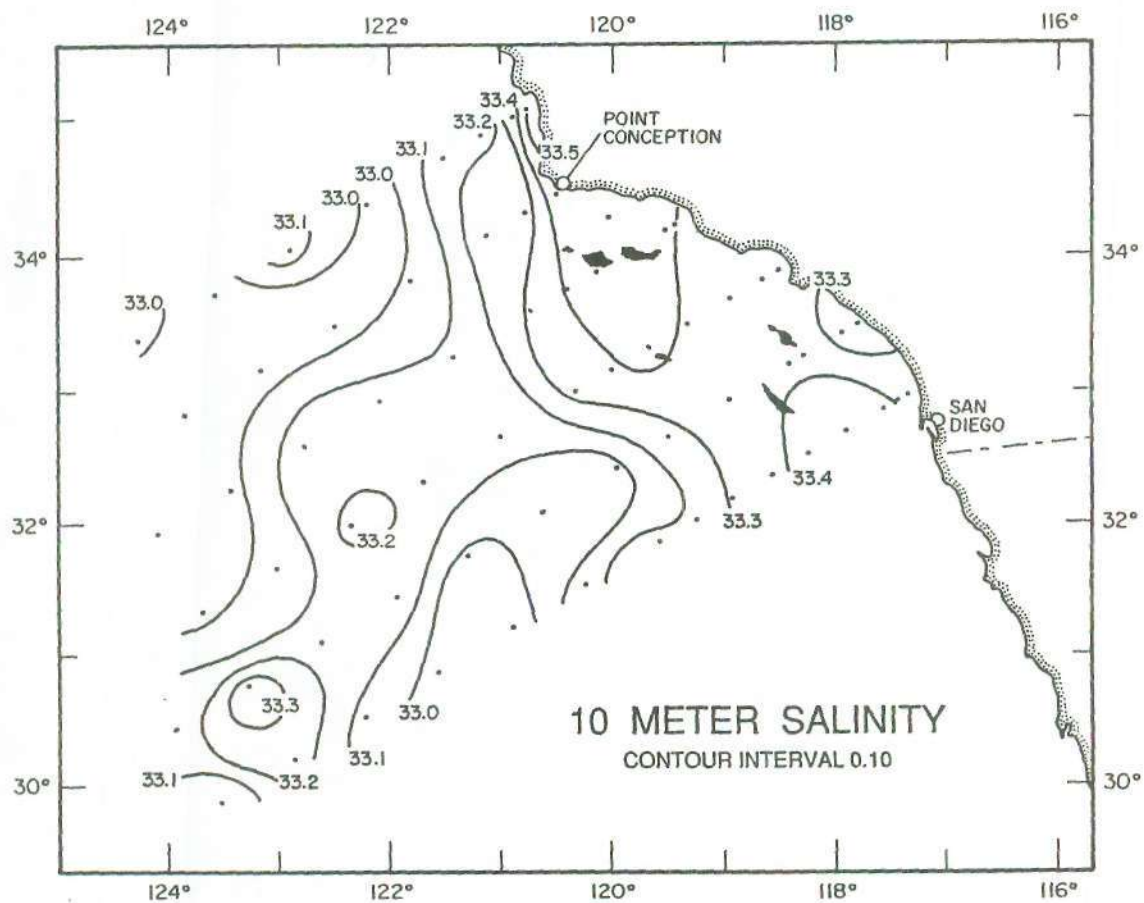 124° 122° 120° 118° 116°
33.4
33.2
POINT
CONCEPTION
33.1
33.5
33.0
33.0
33.1
34° 34°
33.3
33.0
SAN
DIEGO
33.4
33.3
32° 32°
33.2
33.3
33.0
10 METER SALINITY
33.1
CONTOUR INTERVAL 0.10
33.1
33.2
30° 30°
124° 122° 120° 118° 116°